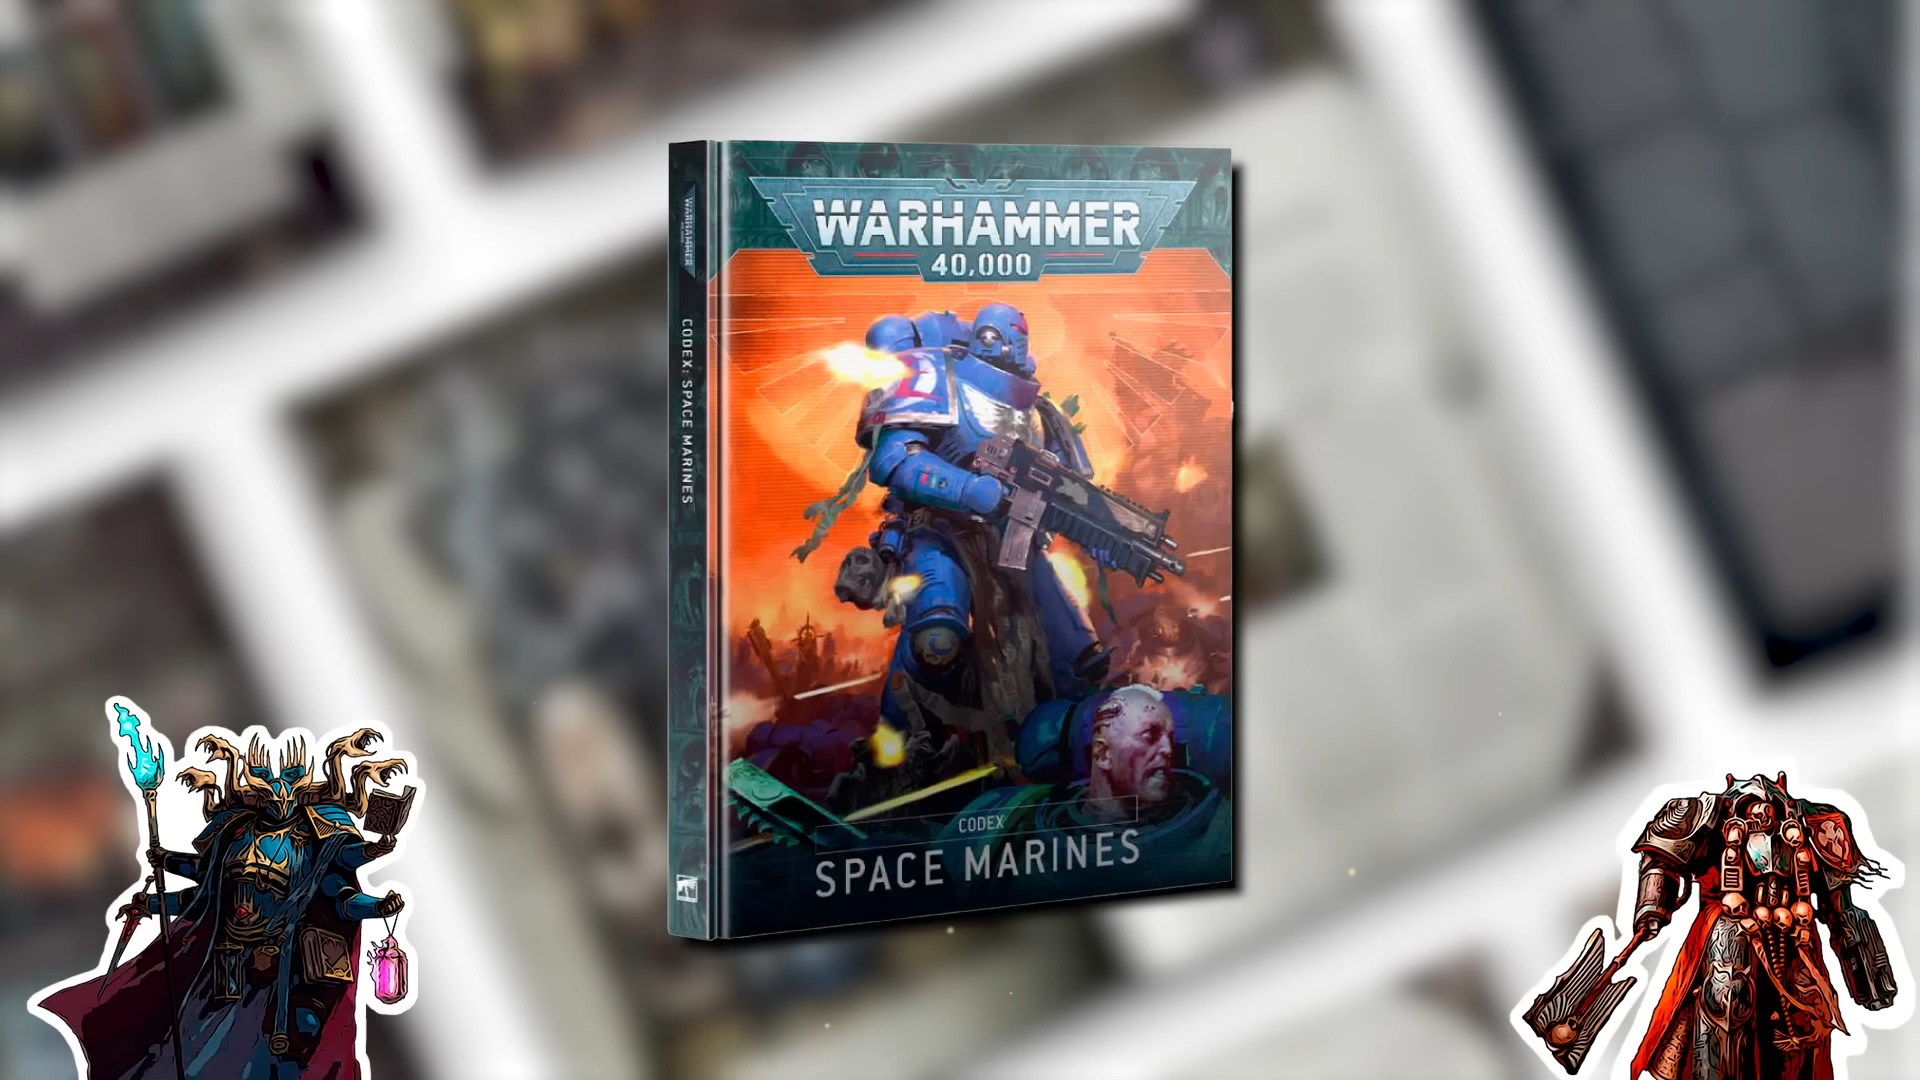 WARHAMMER
40,000
CODEX
SPACE MARINES
WARHAMMER
CODEX: SPACE MARINES